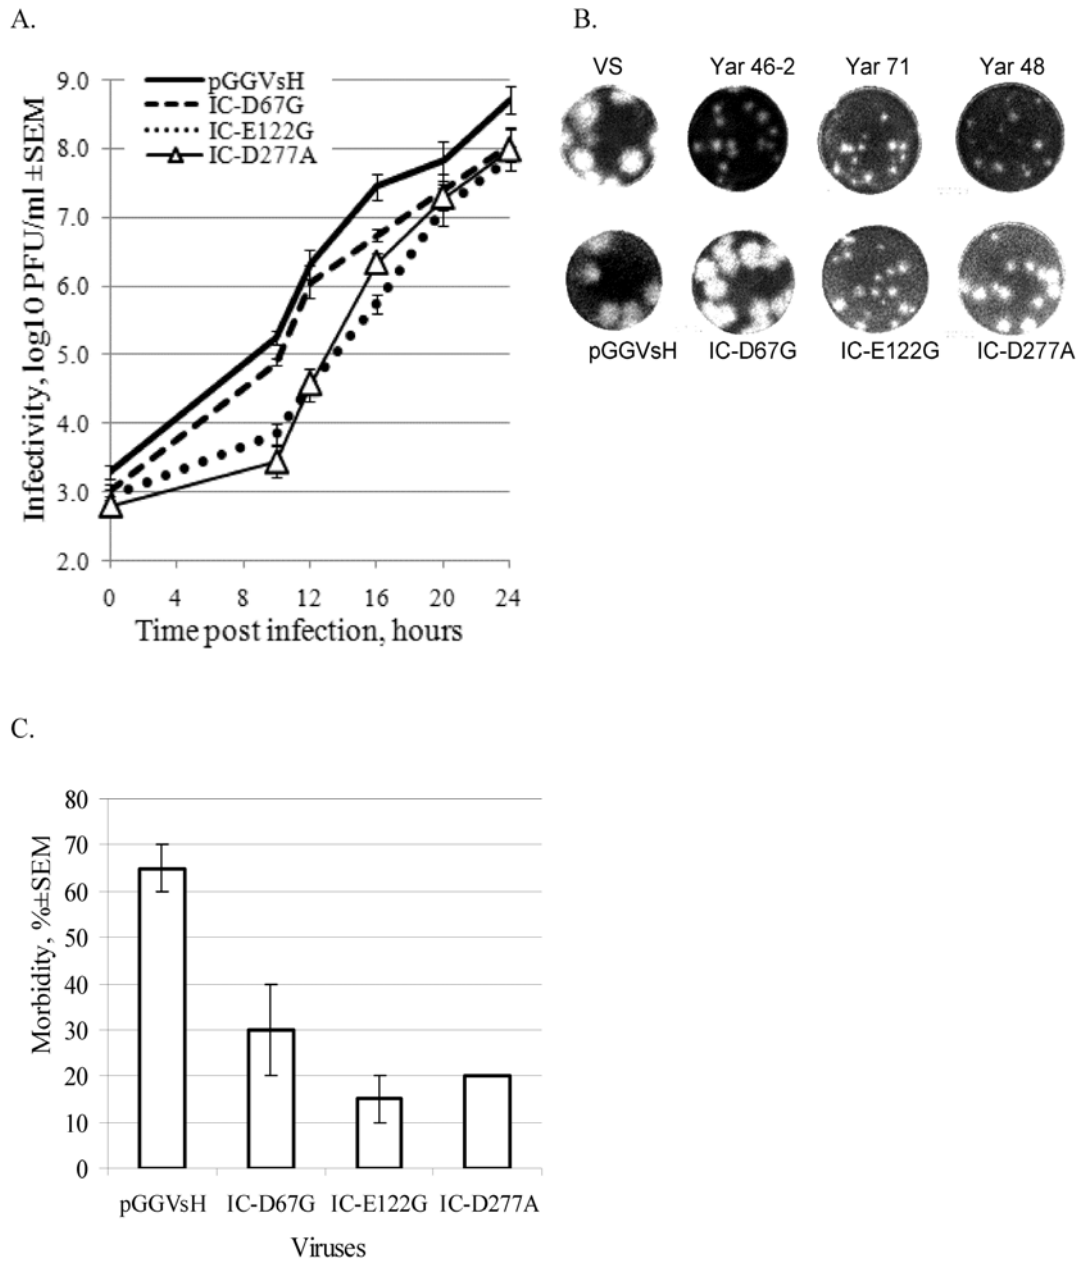 A.
9.0
8.0
7.0
6.0
5.0
4.0
3.0
2.0
Infectivity, log10 PFU/ml ±SEM
pGGVsH
IC-D67G
IC-E122G
IC-D277A
0 4 8 12 16 20 24
Time post infection, hours
B.
VS Yar 46-2 Yar 71 Yar 48
pGGVsH IC-D67G IC-E122G IC-D277A
C.
80
70
60
50
40
30
20
10
0
Morbidity, %±SEM
pGGVsH IC-D67G IC-E122G IC-D277A
Viruses